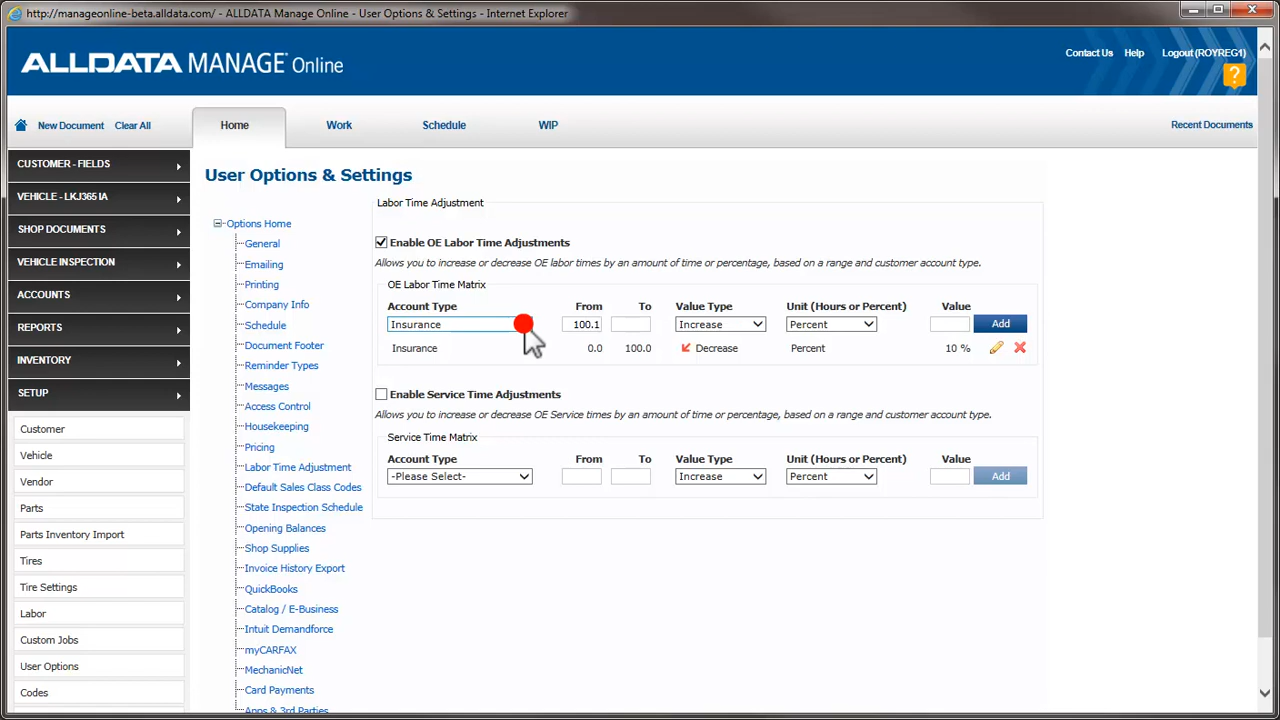 http://manageonline-beta.alldata.com/ - ALLDATA Manage Online - User Options & Settings - Internet Explorer
ALLDATA MANAGE Online
Contact Us Help Logout (ROYREG1)
?
New Document Clear All Home Work Schedule WIP Recent Documents
CUSTOMER - FIELDS
VEHICLE - LKJ365 IA
SHOP DOCUMENTS
VEHICLE INSPECTION
ACCOUNTS
REPORTS
INVENTORY
SETUP
Customer
Vehicle
Vendor
Parts
Parts Inventory Import
Tires
Tire Settings
Labor
Custom Jobs
User Options
Codes
User Options & Settings
Options Home
General
Emailing
Printing
Company Info
Schedule
Document Footer
Reminder Types
Messages
Access Control
Housekeeping
Pricing
Labor Time Adjustment
Default Sales Class Codes
State Inspection Schedule
Opening Balances
Shop Supplies
Invoice History Export
QuickBooks
Catalog / E-Business
Intuit Demandforce
myCARFAX
MechanicNet
Card Payments
Apps & 3rd Parties
Labor Time Adjustment
Enable OE Labor Time Adjustments
Allows you to increase or decrease OE labor times by an amount of time or percentage, based on a range and customer account type.
OE Labor Time Matrix
Account Type From To Value Type Unit (Hours or Percent) Value
Insurance 100.1 Increase Percent Add
Insurance 0.0 100.0 Decrease Percent 10 %
Enable Service Time Adjustments
Allows you to increase or decrease OE Service times by an amount of time or percentage, based on a range and customer account type.
Service Time Matrix
Account Type From To Value Type Unit (Hours or Percent) Value
-Please Select- Increase Percent Add